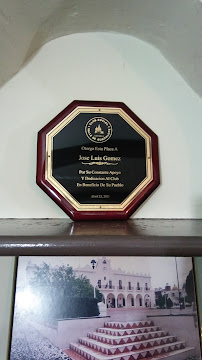 Otorga Esta Placa A
Jose Luis Gomez
Por Su Constante Apoyo
Y Dedicacion Al Club
En Beneficio De Su Pueblo